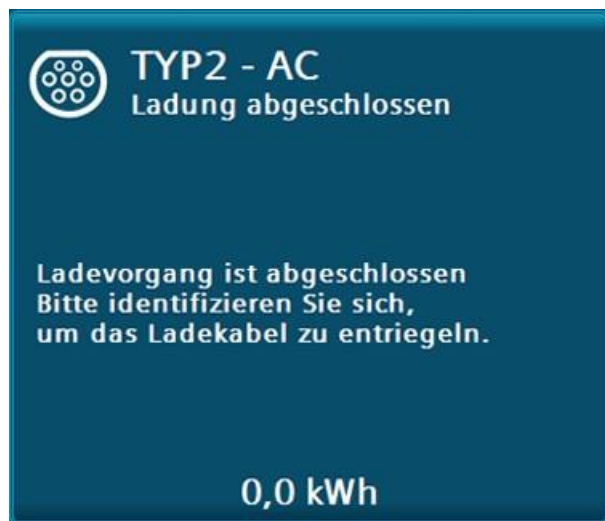 TYP2 - AC
Ladung abgeschlossen
Ladevorgang ist abgeschlossen
Bitte identifizieren Sie sich,
um das Ladekabel zu entriegeln.
0,0 kWh